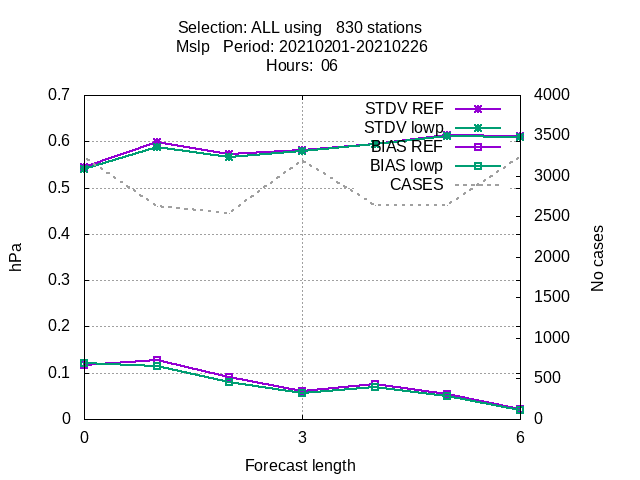 Selection: ALL using   830 stations
Mslp   Period: 20210201-20210226
Hours:  06
0.7
0.6
0.5
0.4
0.3
0.2
0.1
0
4000
3500
3000
2500
2000
1500
1000
500
0
hPa
No cases
STDV REF
STDV lowp
BIAS REF
BIAS lowp
CASES
0
3
6
Forecast length